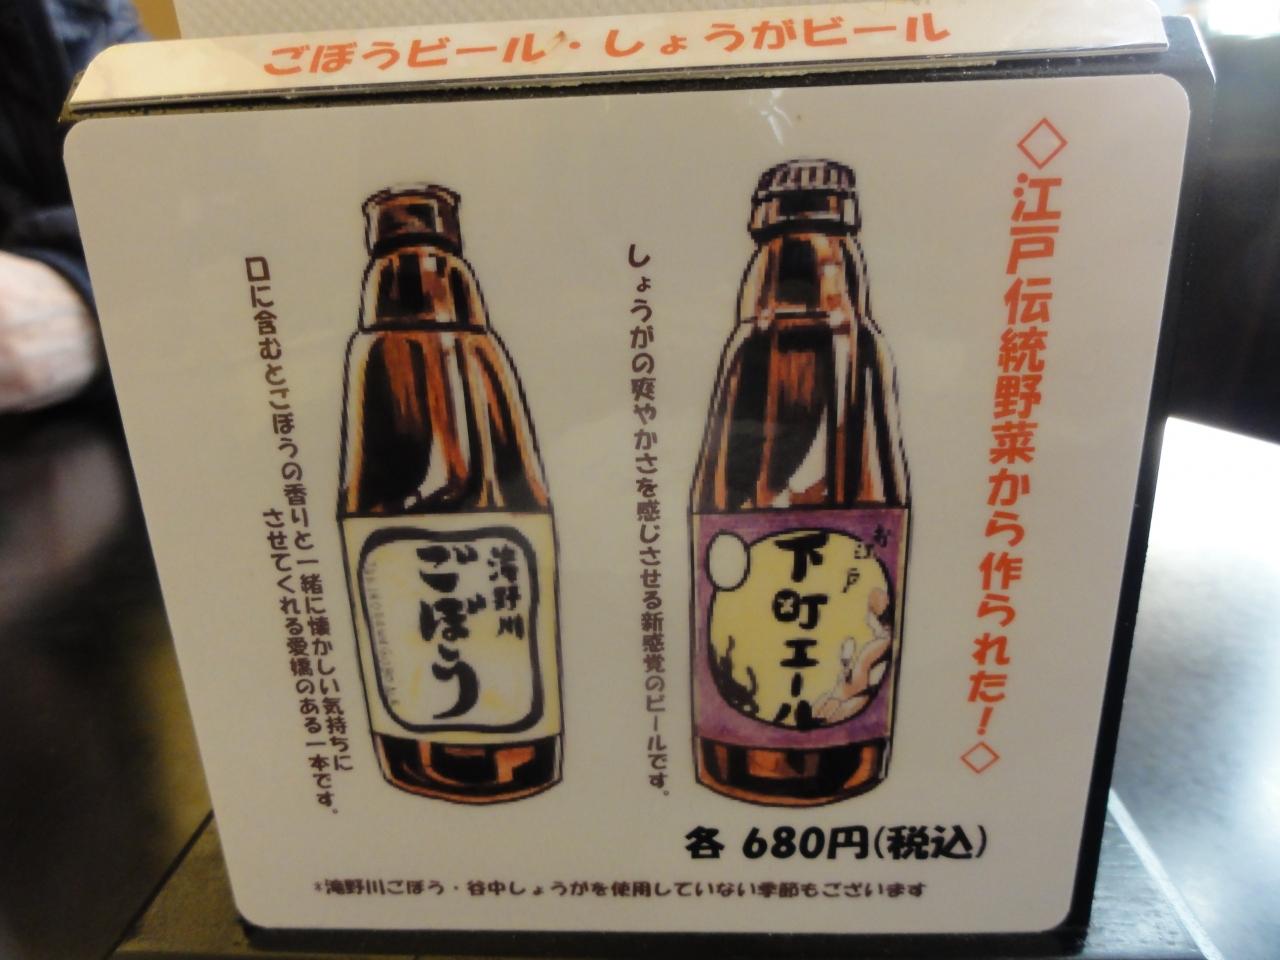 ごぼうビール・しょうがビール
◇江戸伝統野菜から作られた!◇
しょうがの爽やかさを感じさせる新感覚のビールです。
お江戸
下町エール
口に含むとごぼうの香りと一緒に懐かしい気持ちに
させてくれる愛嬌のある一本です。
滝野川
ごぼう
各 680円(税込)
*滝野川ごぼう・谷中しょうがを使用していない季節もございます